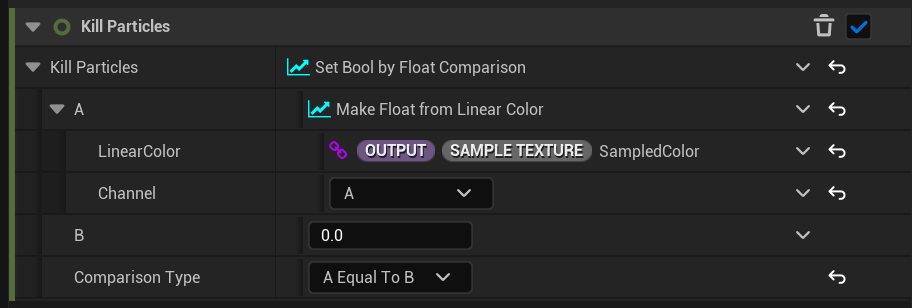 Kill Particles
Kill Particles Set Bool by Float Comparison
A Make Float from Linear Color
LinearColor OUTPUT SAMPLE TEXTURE SampledColor
Channel A
B 0.0
Comparison Type A Equal To B